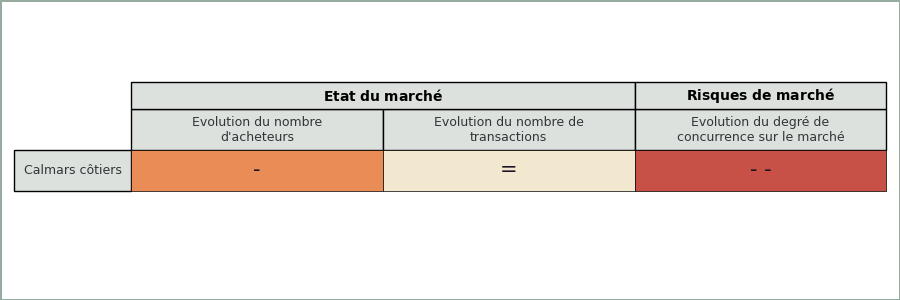 Etat du marché
Risques de marché
Evolution du nombre
d'acheteurs
Evolution du nombre de
transactions
Evolution du degré de
concurrence sur le marché
Calmars côtiers
-
=
- -